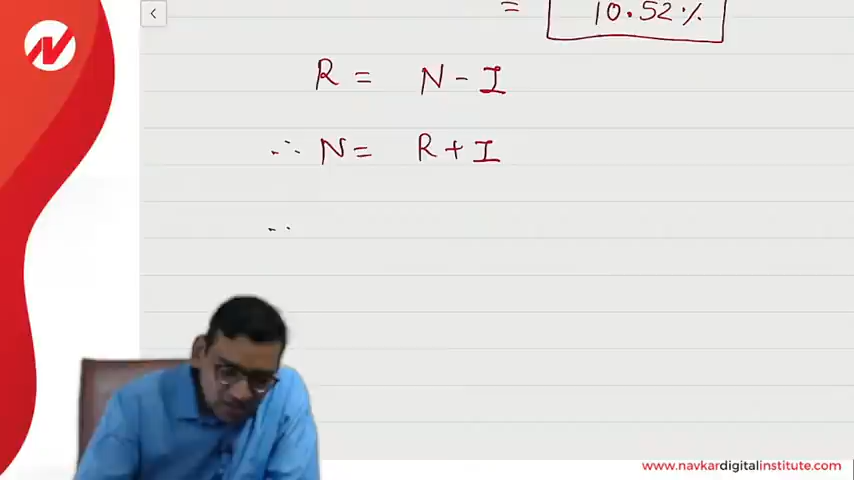 = 10.52%
R = N - I
∴ N = R + I
∴
www.navkardigitalinstitute.com